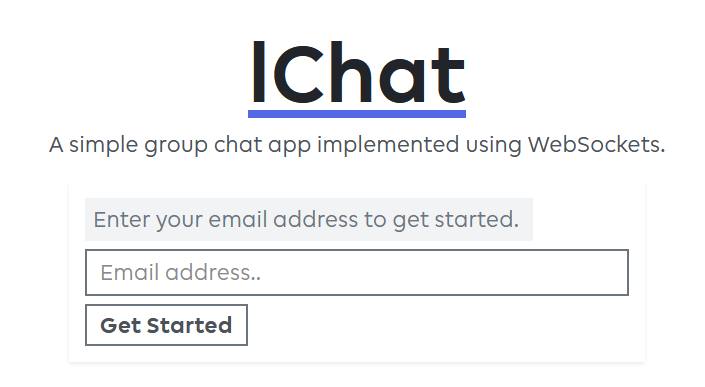 lChat
A simple group chat app implemented using WebSockets.
Enter your email address to get started.
Email address..
Get Started